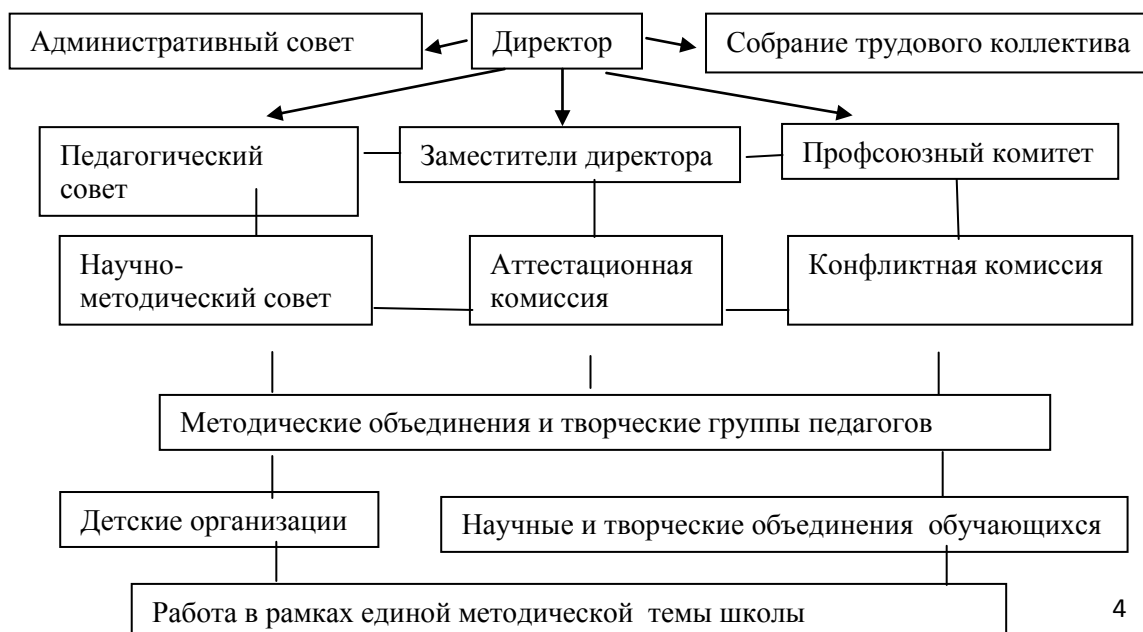 Административный совет
Директор
Собрание трудового коллектива
Педагогический
совет
Заместители директора
Профсоюзный комитет
Научно-
методический совет
Аттестационная
комиссия
Конфликтная комиссия
Методические объединения и творческие группы педагогов
Детские организации
Научные и творческие объединения обучающихся
Работа в рамках единой методической темы школы
4